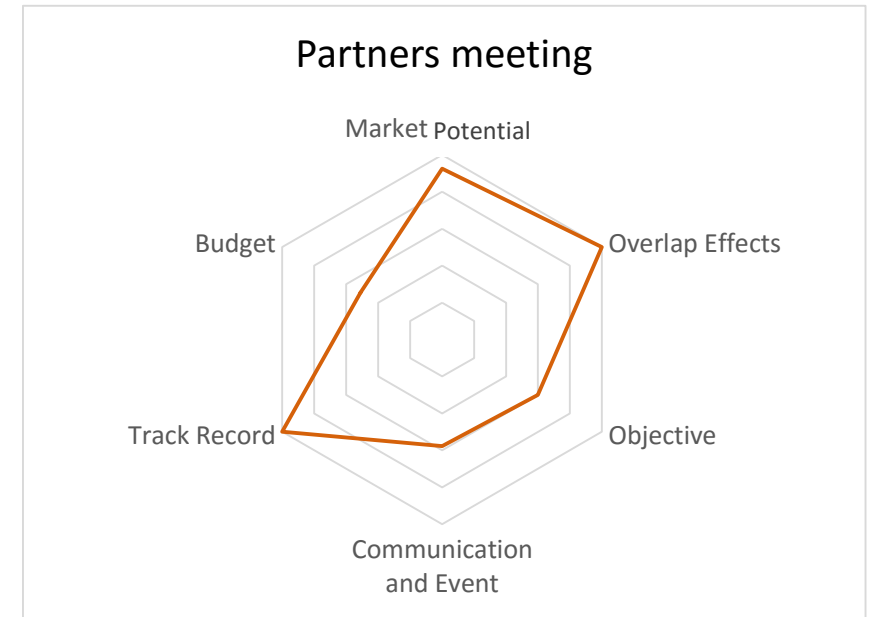 Partners meeting
Market Potential
Budget
Overlap Effects
Track Record
Objective
Communication
and Event